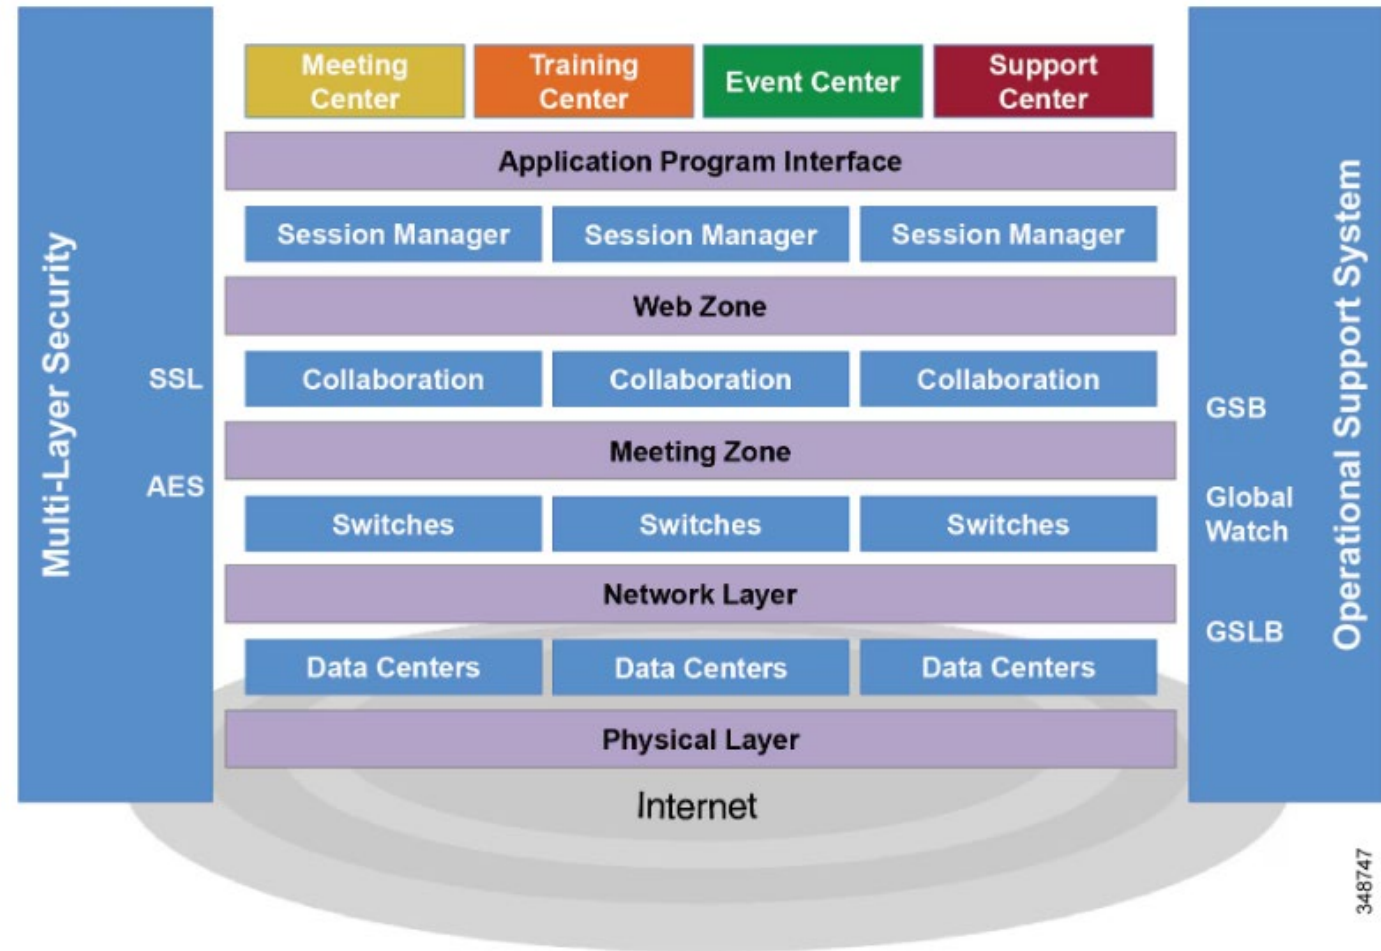 Multi-Layer Security
SSL
AES
Meeting
Center
Training
Center
Event Center
Support
Center
Application Program Interface
Session Manager
Session Manager
Session Manager
Web Zone
Collaboration
Collaboration
Collaboration
Meeting Zone
Switches
Switches
Switches
Network Layer
Data Centers
Data Centers
Data Centers
Physical Layer
Internet
GSB
Global
Watch
GSLB
Operational Support System
348747